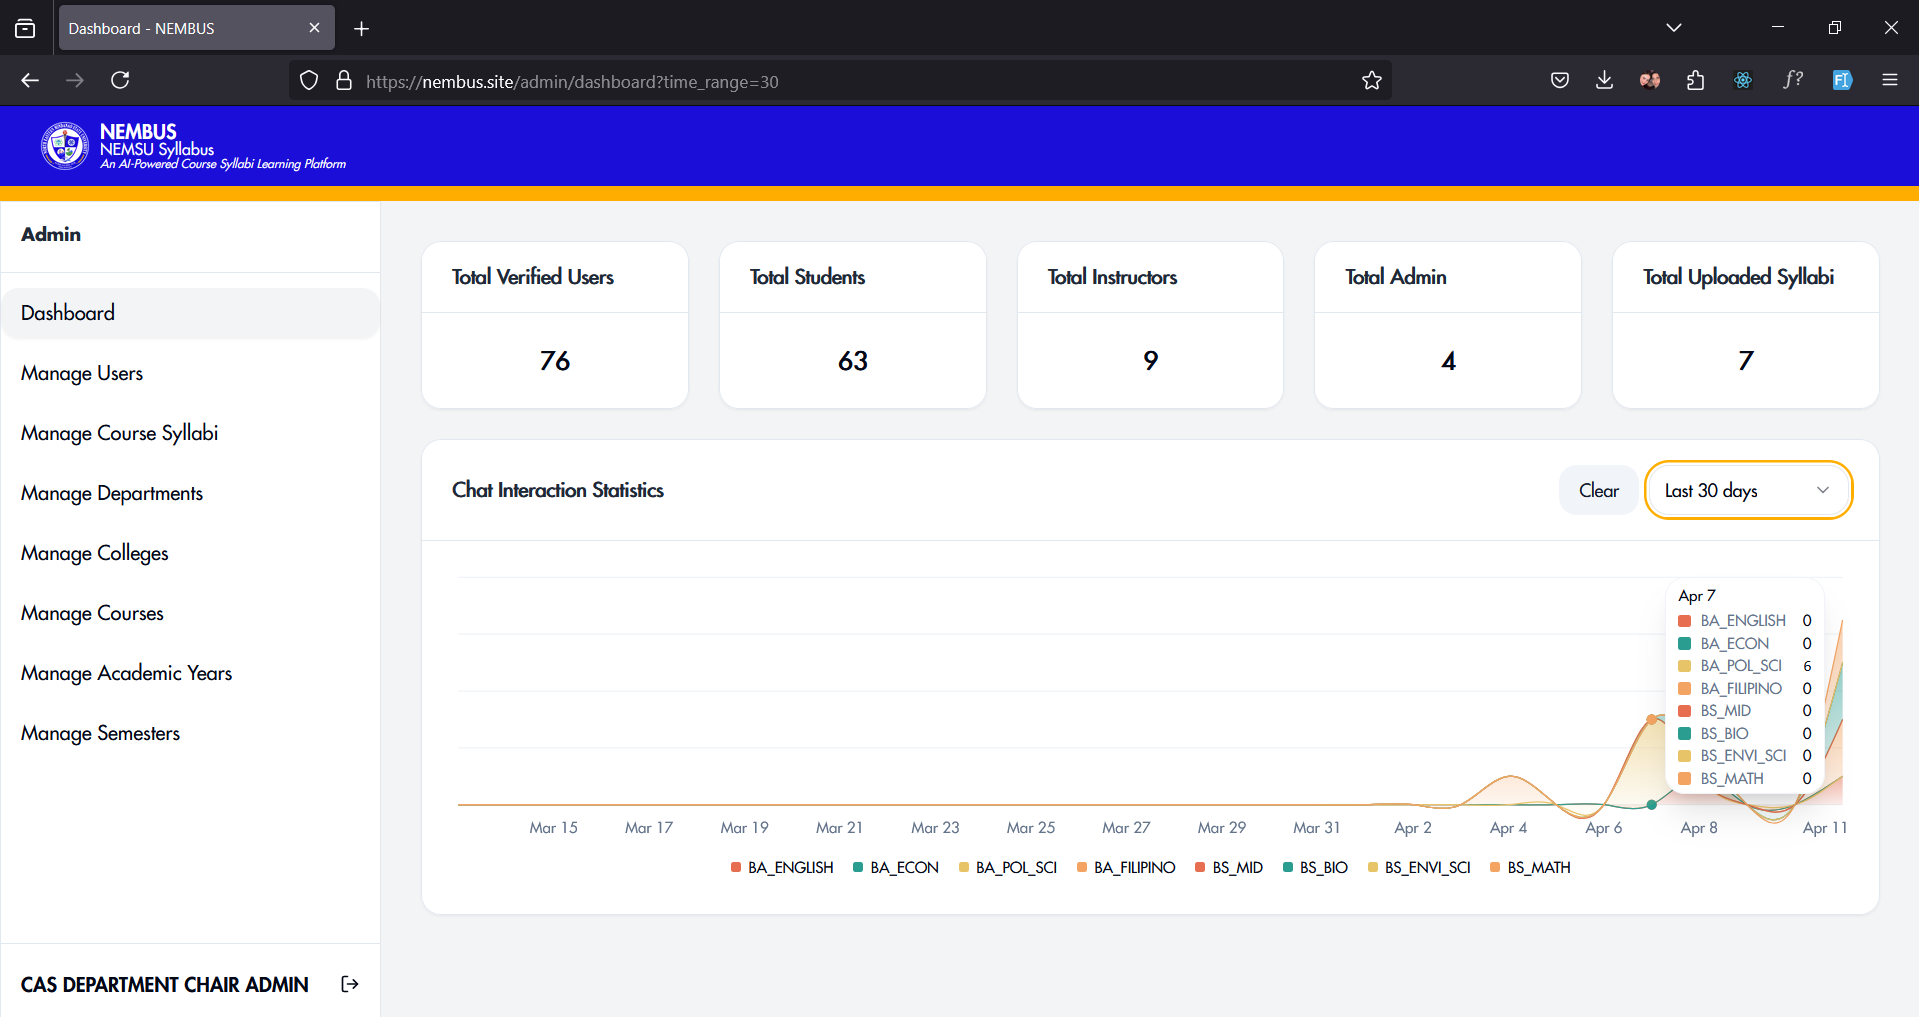 Dashboard - NEMBUS
https://nembus.site/admin/dashboard?time_range=30
f?
FI
NEMBUS
NEMSU Syllabus
An AI-Powered Course Syllabi Learning Platform
Admin
Dashboard
Manage Users
Manage Course Syllabi
Manage Departments
Manage Colleges
Manage Courses
Manage Academic Years
Manage Semesters
CAS DEPARTMENT CHAIR ADMIN
Total Verified Users
76
Total Students
63
Total Instructors
9
Total Admin
4
Total Uploaded Syllabi
7
Chat Interaction Statistics
Clear
Last 30 days
Apr 7
BA_ENGLISH 0
BA_ECON 0
BA_POL_SCI 6
BA_FILIPINO 0
BS_MID 0
BS_BIO 0
BS_ENVI_SCI 0
BS_MATH 0
Mar 15 Mar 17 Mar 19 Mar 21 Mar 23 Mar 25 Mar 27 Mar 29 Mar 31 Apr 2 Apr 4 Apr 6 Apr 8 Apr 11
BA_ENGLISH BA_ECON BA_POL_SCI BA_FILIPINO BS_MID BS_BIO BS_ENVI_SCI BS_MATH